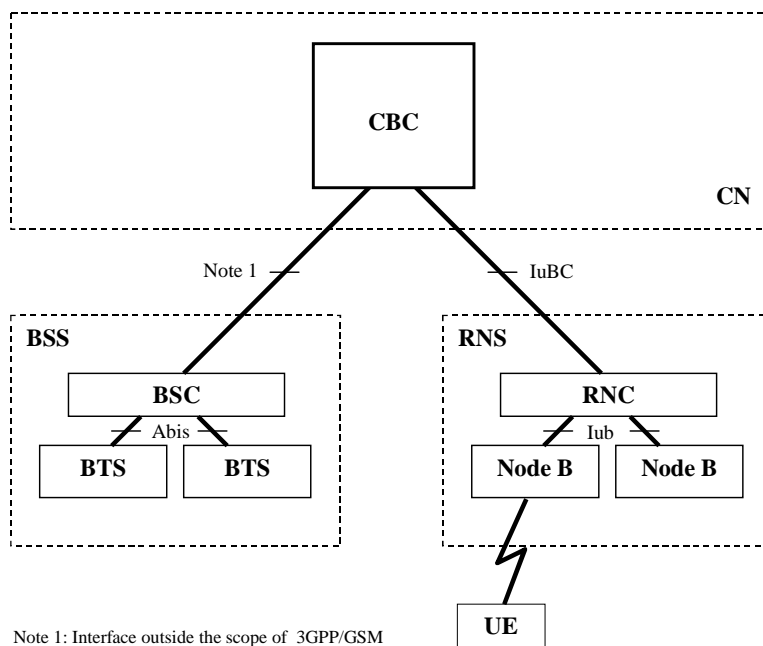 CBC
CN
Note 1
IuBC
BSS
RNS
BSC
RNC
Abis
Iub
BTS
BTS
Node B
Node B
UE
Note 1: Interface outside the scope of 3GPP/GSM